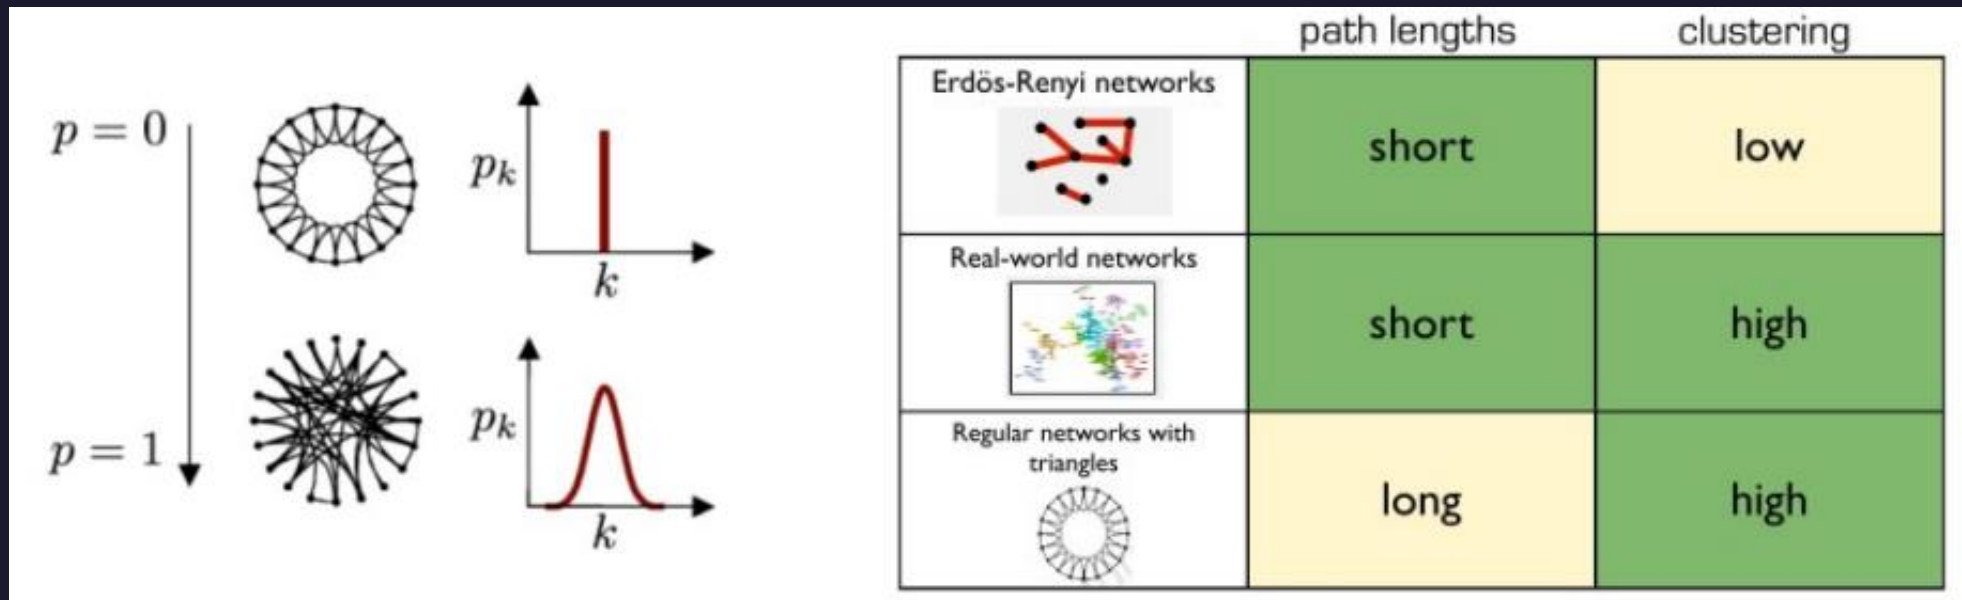 p = 0
p_k
k
p = 1
p_k
k
path lengths clustering
Erdös-Renyi networks
short low
Real-world networks
short high
Regular networks with
triangles
long high